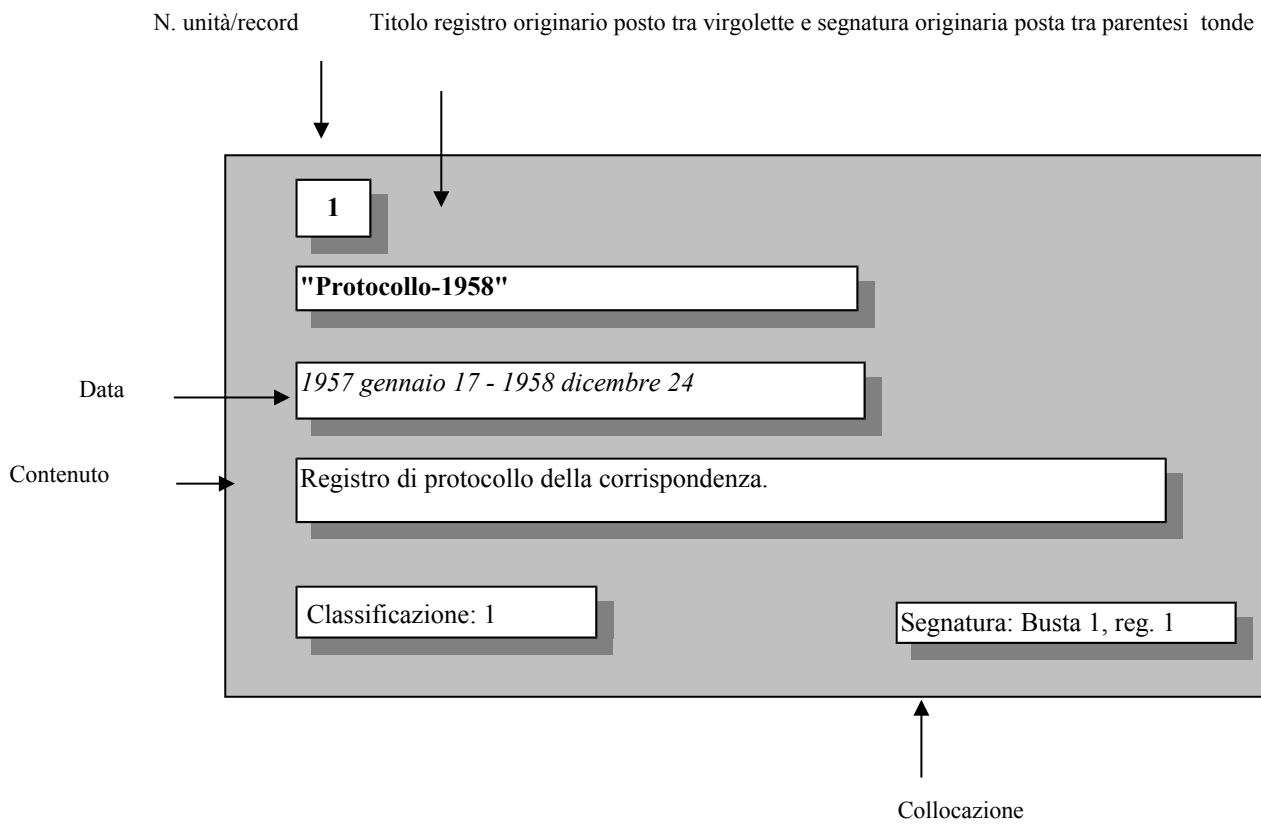 N. unità/record
Titolo registro originario posto tra virgolette e segnatura originaria posta tra parentesi tonde
1
"Protocollo-1958"
Data
1957 gennaio 17 - 1958 dicembre 24
Contenuto
Registro di protocollo della corrispondenza.
Classificazione: 1
Segnatura: Busta 1, reg. 1
Collocazione